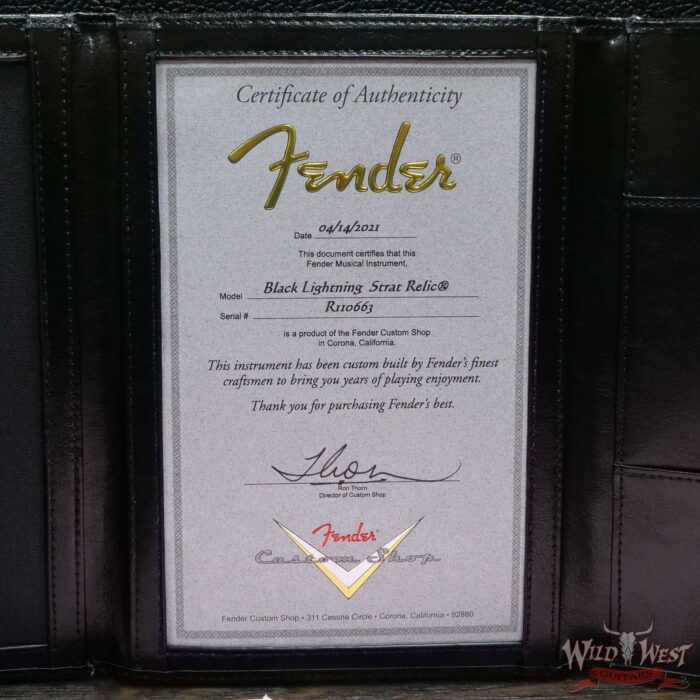 Certificate of Authenticity
Fender®
Date 04/14/2021
This document certifies that this
Fender Musical Instrument,
Model Black Lightning Strat Relic®
Serial # R110663
is a product of the Fender Custom Shop
in Corona, California.
This instrument has been custom built by Fender's finest
craftsmen to bring you years of playing enjoyment.
Thank you for purchasing Fender's best.
Thorn
Ron Thorn
Director of Custom Shop
Fender
Custom Shop
Fender Custom Shop • 311 Cessna Circle • Corona, California • 92880
WILD WEST
GUITARS